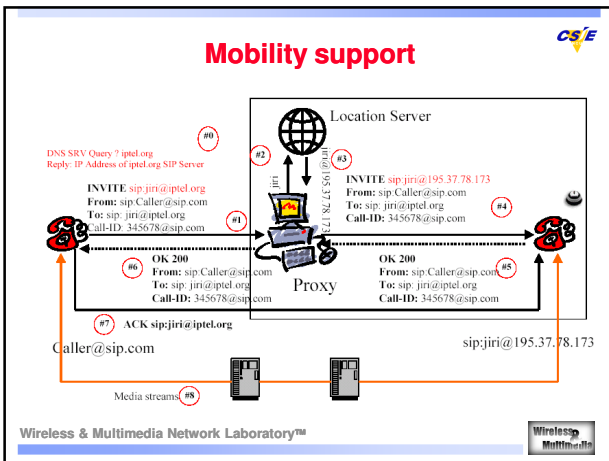 CSIE
Mobility support
Location Server
#0
DNS SRV Query ? iptel.org
Reply: IP Address of iptel.org SIP Server
#2
#3
jiri
jiri@195.37.78.173
INVITE sip:jiri@iptel.org
From: sip:Caller@sip.com
To: sip: jiri@iptel.org
Call-ID: 345678@sip.com
#1
INVITE sip:jiri@195.37.78.173
From: sip:Caller@sip.com
To: sip: jiri@iptel.org
Call-ID: 345678@sip.com
#4
#6
OK 200
From: sip:Caller@sip.com
To: sip: jiri@iptel.org
Call-ID: 345678@sip.com
Proxy
OK 200
From: sip:Caller@sip.com
To: sip: jiri@iptel.org
Call-ID: 345678@sip.com
#5
#7 ACK sip:jiri@iptel.org
Caller@sip.com
sip:jiri@195.37.78.173
Media streams #8
Wireless & Multimedia Network Laboratory™
Wireless
Multimedia